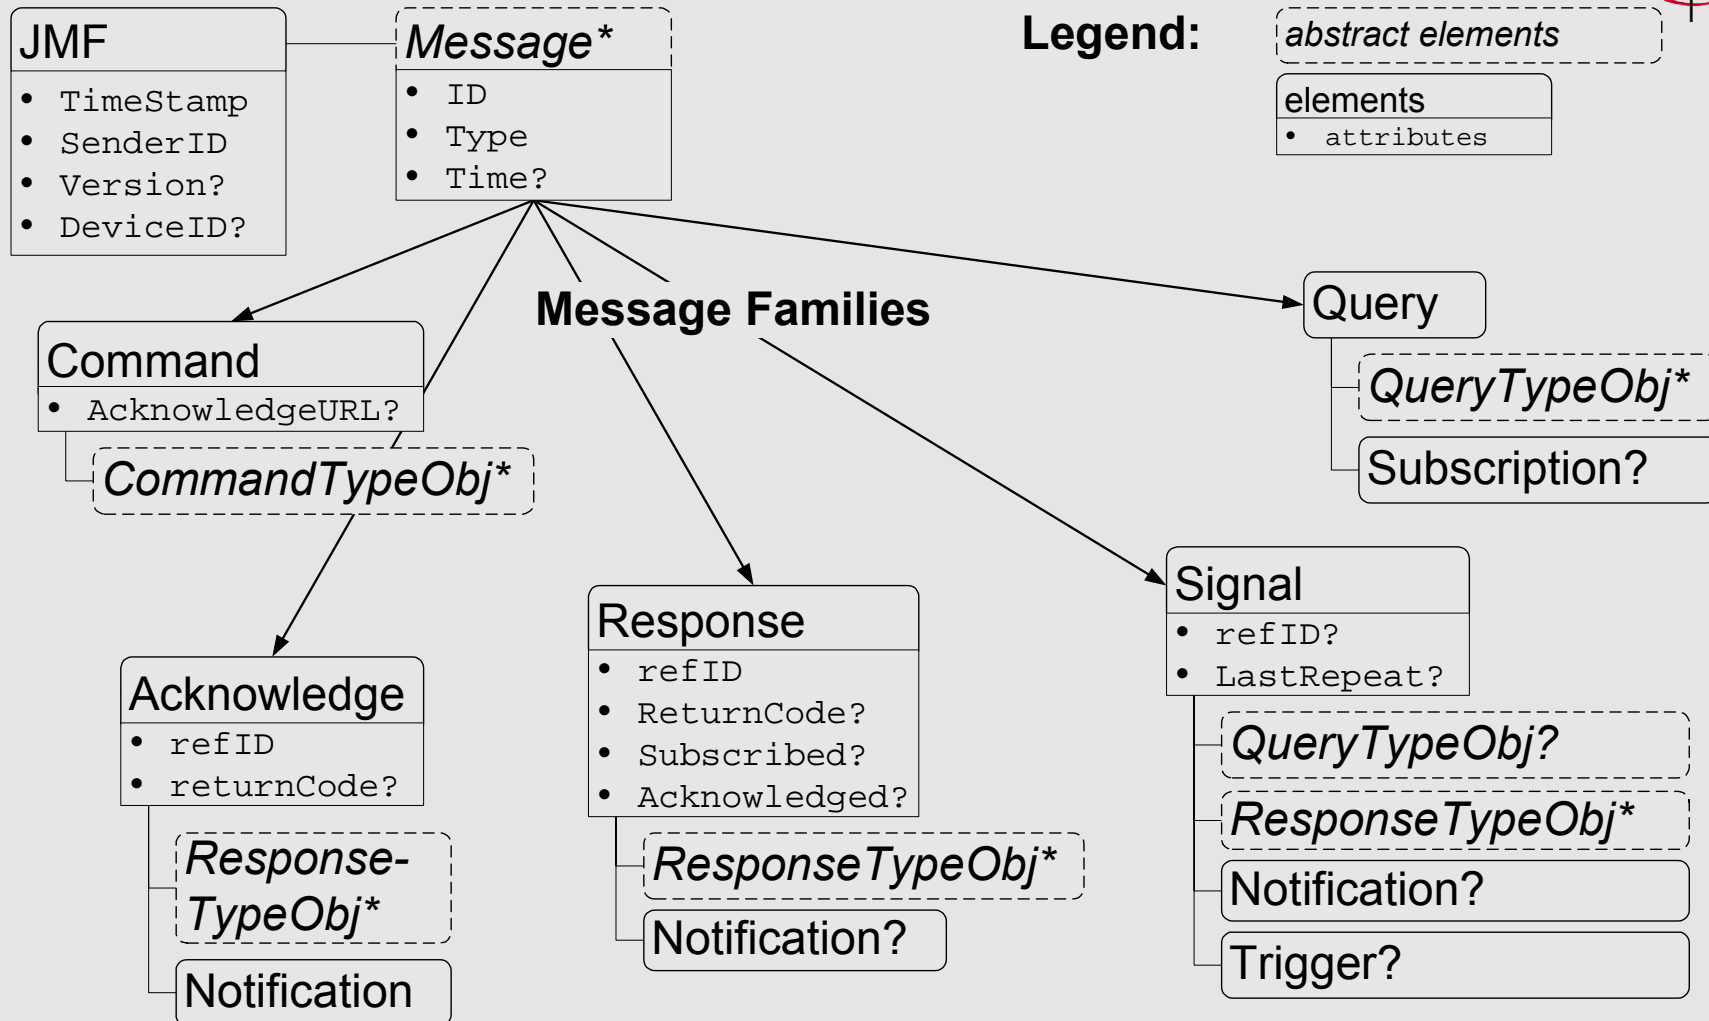 JMF
• TimeStamp
• SenderID
• Version?
• DeviceID?
Message*
• ID
• Type
• Time?
Legend:
abstract elements
elements
• attributes
Message Families
Command
• AcknowledgeURL?
CommandTypeObj*
Acknowledge
• refID
• returnCode?
Response-
TypeObj*
Notification
Response
• refID
• ReturnCode?
• Subscribed?
• Acknowledged?
ResponseTypeObj*
Notification?
Query
QueryTypeObj*
Subscription?
Signal
• refID?
• LastRepeat?
QueryTypeObj?
ResponseTypeObj*
Notification?
Trigger?